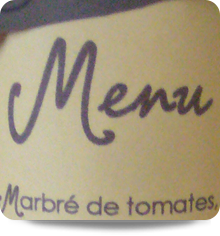 Menu
Marbré de tomates,